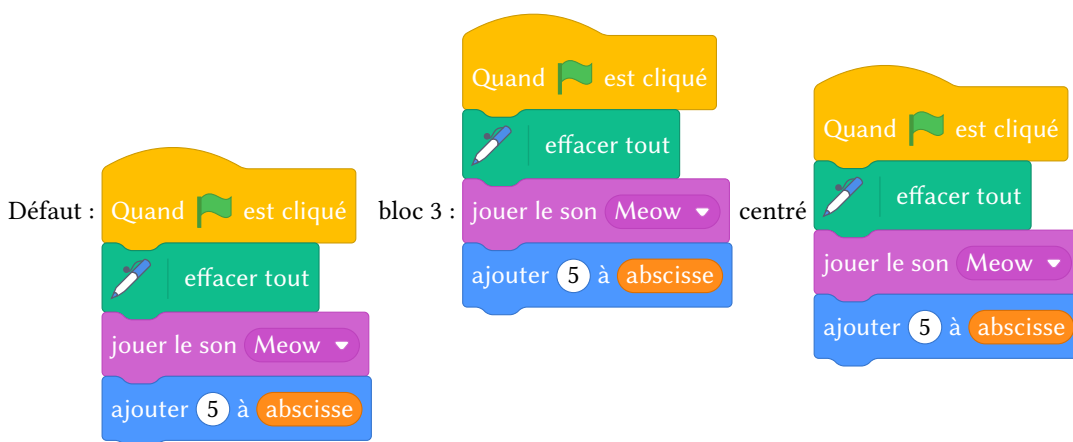 Défaut :
Quand est cliqué
effacer tout
jouer le son Meow
ajouter 5 à abscisse
bloc 3 :
Quand est cliqué
effacer tout
jouer le son Meow
ajouter 5 à abscisse
centré
Quand est cliqué
effacer tout
jouer le son Meow
ajouter 5 à abscisse